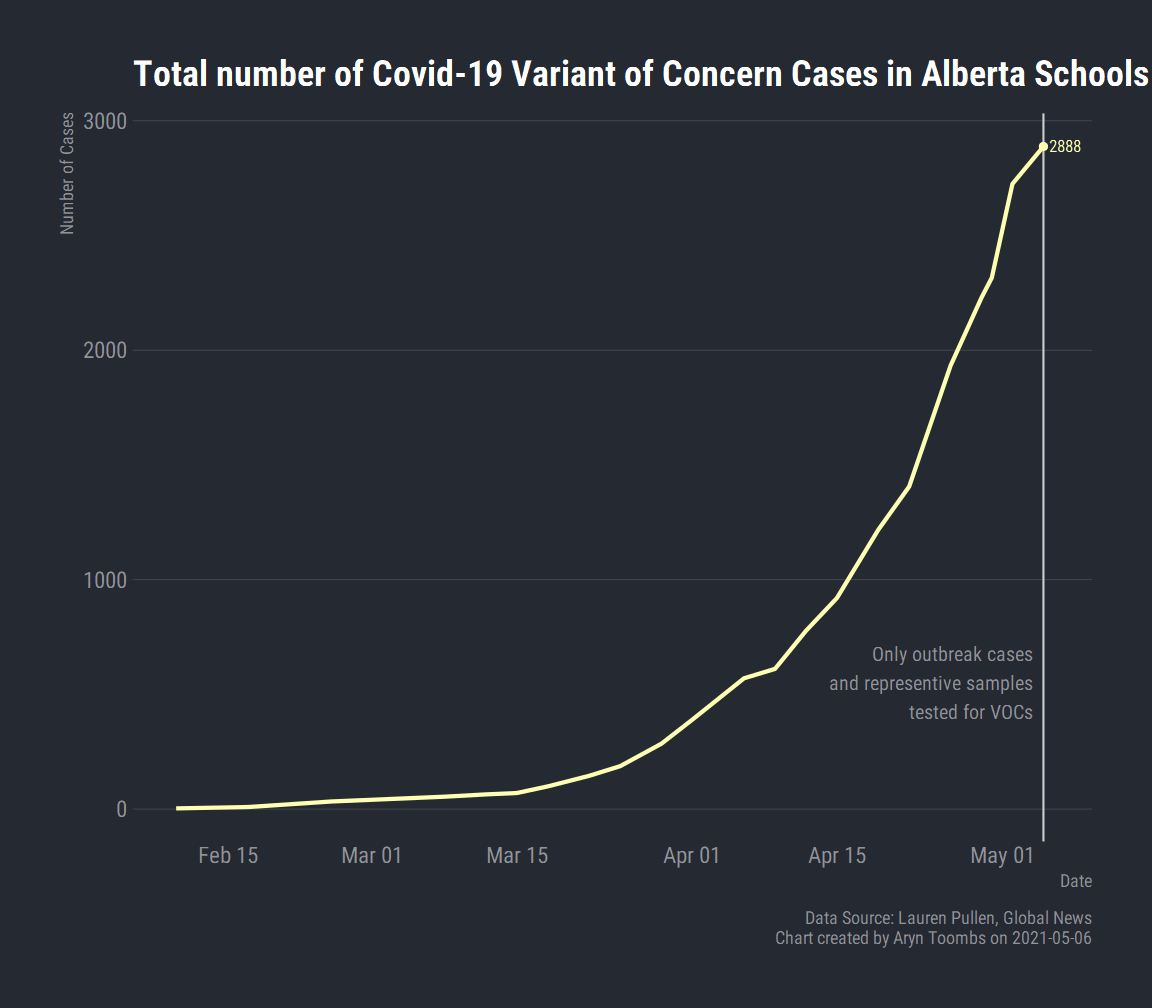 Total number of Covid-19 Variant of Concern Cases in Alberta Schools
Number of Cases
3000
2000
1000
0
2888
Only outbreak cases
and representive samples
tested for VOCs
Feb 15
Mar 01
Mar 15
Apr 01
Apr 15
May 01
Date
Data Source: Lauren Pullen, Global News
Chart created by Aryn Toombs on 2021-05-06